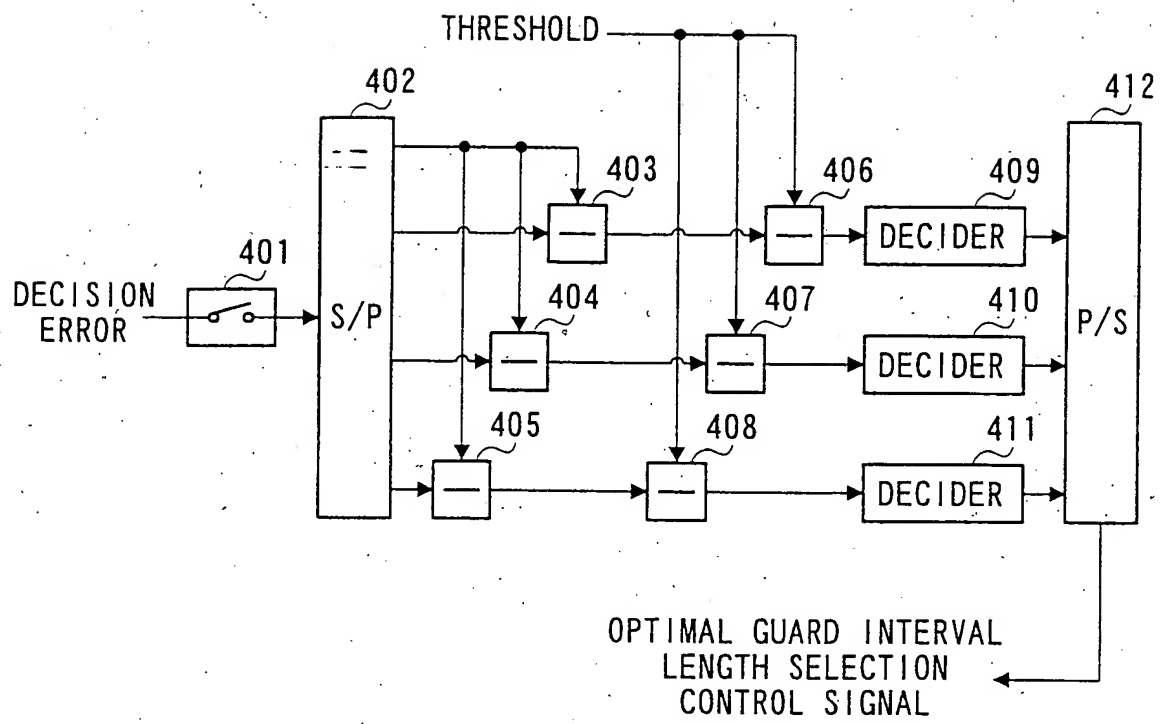 THRESHOLD
402
412
403
406
409
DECIDER
401
DECISION
ERROR
S/P
404
407
410
DECIDER
P/S
405
408
411
DECIDER
OPTIMAL GUARD INTERVAL
LENGTH SELECTION
CONTROL SIGNAL